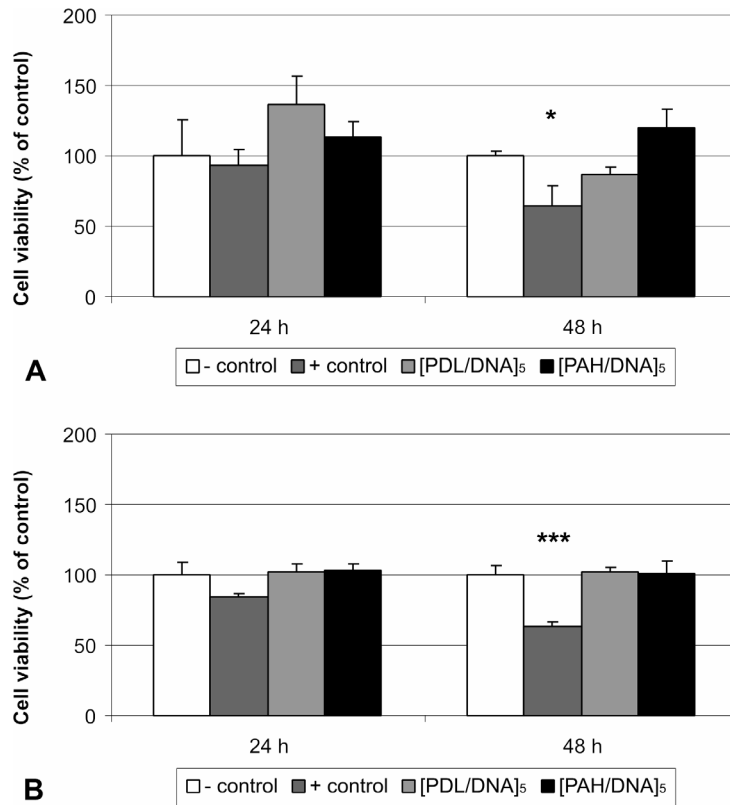 200
150
100
50
0
Cell viability (% of control)
*
24 h
48 h
A
- control + control [PDL/DNA]₅ [PAH/DNA]₅
200
150
100
50
0
Cell viability (% of control)
***
24 h
48 h
B
- control + control [PDL/DNA]₅ [PAH/DNA]₅